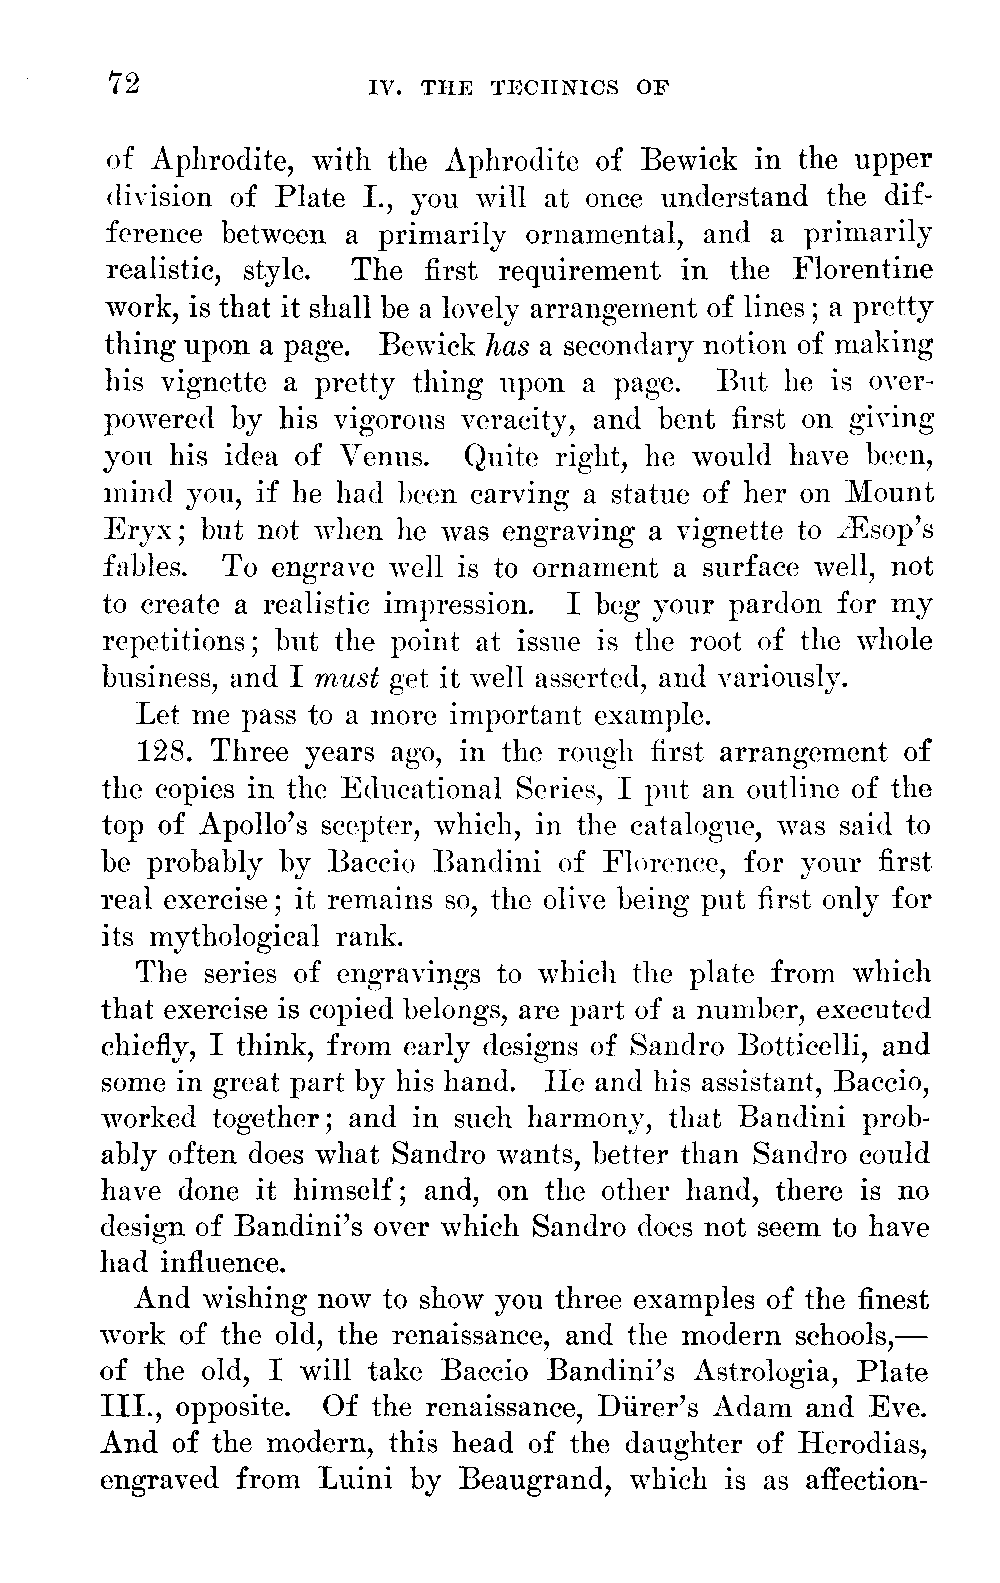 72 IV. THE TECHNICS OF
of Aphrodite, with the Aphrodite of Bewick in the upper
division of Plate I., you will at once understand the dif-
ference between a primarily ornamental, and a primarily
realistic, style. The first requirement in the Florentine
work, is that it shall be a lovely arrangement of lines; a pretty
thing upon a page. Bewick has a secondary notion of making
his vignette a pretty thing upon a page. But he is over-
powered by his vigorous veracity, and bent first on giving
you his idea of Venus. Quite right, he would have been,
mind you, if he had been carving a statue of her on Mount
Eryx; but not when he was engraving a vignette to Æsop's
fables. To engrave well is to ornament a surface well, not
to create a realistic impression. I beg your pardon for my
repetitions; but the point at issue is the root of the whole
business, and I must get it well asserted, and variously.
Let me pass to a more important example.
128. Three years ago, in the rough first arrangement of
the copies in the Educational Series, I put an outline of the
top of Apollo's scepter, which, in the catalogue, was said to
be probably by Baccio Bandini of Florence, for your first
real exercise; it remains so, the olive being put first only for
its mythological rank.
The series of engravings to which the plate from which
that exercise is copied belongs, are part of a number, executed
chiefly, I think, from early designs of Sandro Botticelli, and
some in great part by his hand. He and his assistant, Baccio,
worked together; and in such harmony, that Bandini prob-
ably often does what Sandro wants, better than Sandro could
have done it himself; and, on the other hand, there is no
design of Bandini's over which Sandro does not seem to have
had influence.
And wishing now to show you three examples of the finest
work of the old, the renaissance, and the modern schools,—
of the old, I will take Baccio Bandini's Astrologia, Plate
III., opposite. Of the renaissance, Dürer's Adam and Eve.
And of the modern, this head of the daughter of Herodias,
engraved from Luini by Beaugrand, which is as affection-